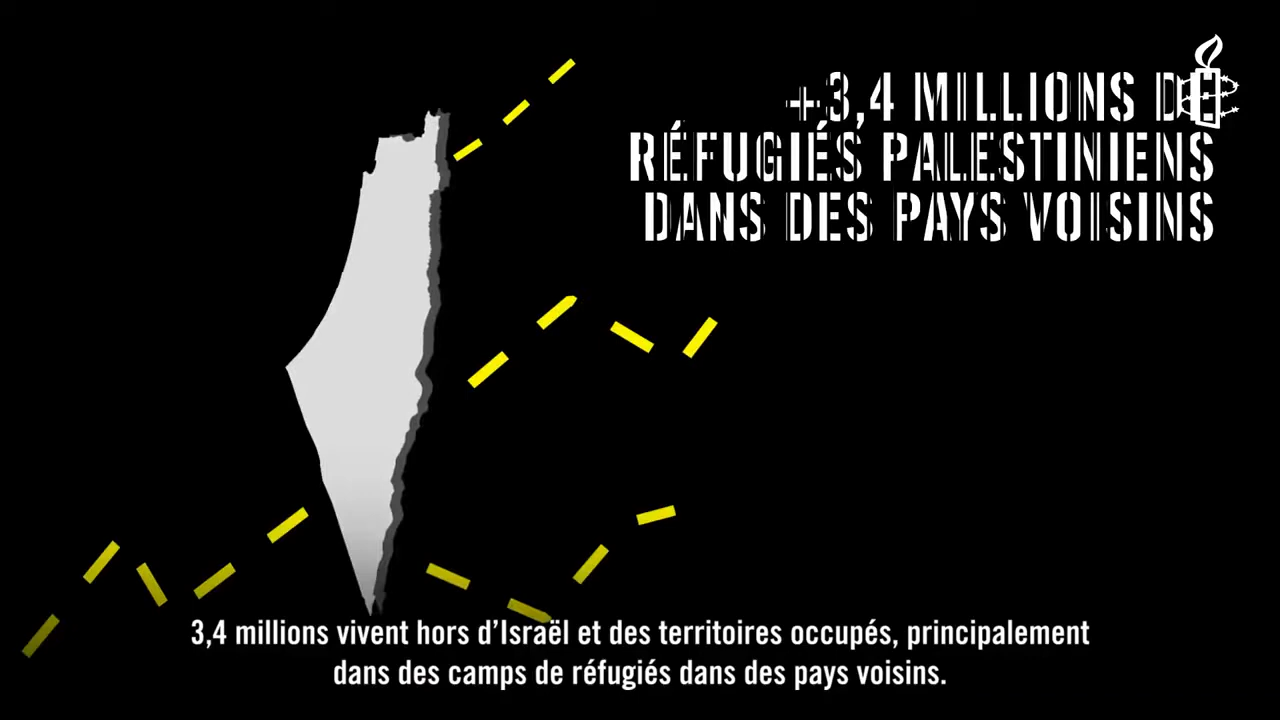 +3,4 MILLIONS DE
RÉFUGIÉS PALESTINIENS
DANS DES PAYS VOISINS
3,4 millions vivent hors d’Israël et des territoires occupés, principalement
dans des camps de réfugiés dans des pays voisins.